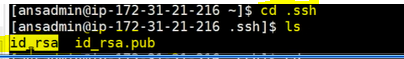 [ansadmin@ip-172-31-21-216 ~]$ cd .ssh
[ansadmin@ip-172-31-21-216 .ssh]$ ls
id_rsa  id_rsa.pub